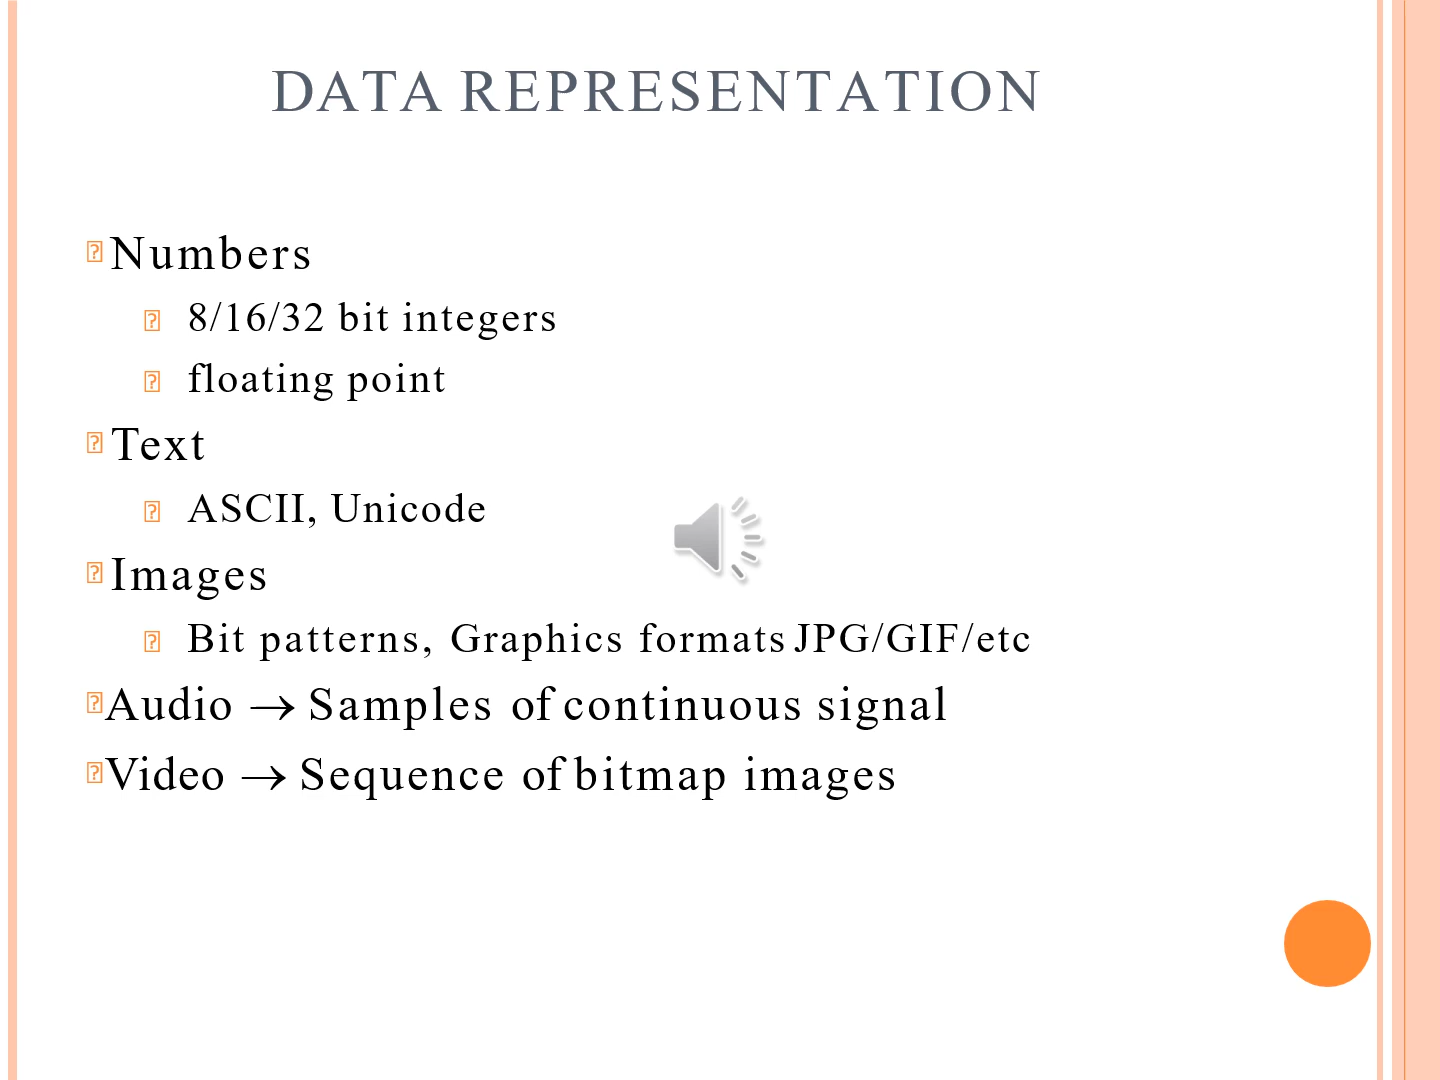 DATA REPRESENTATION
Numbers
8/16/32 bit integers
floating point
Text
ASCII, Unicode
Images
Bit patterns, Graphics formats JPG/GIF/etc
Audio → Samples of continuous signal
Video → Sequence of bitmap images